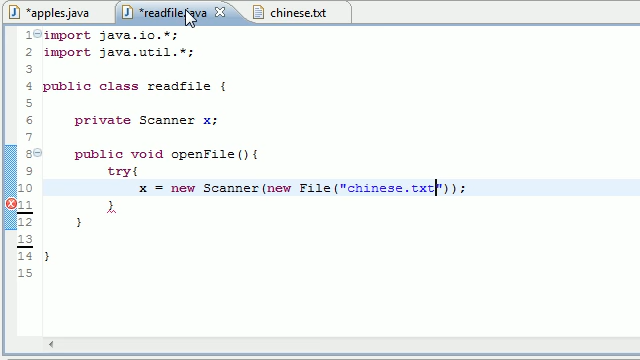 *apples.java *readfile.java chinese.txt
1 import java.io.*;
2 import java.util.*;
3
4 public class readfile {
5
6 private Scanner x;
7
8 public void openFile(){
9 try{
10 x = new Scanner(new File("chinese.txt"));
11 }
12 }
13
14 }
15